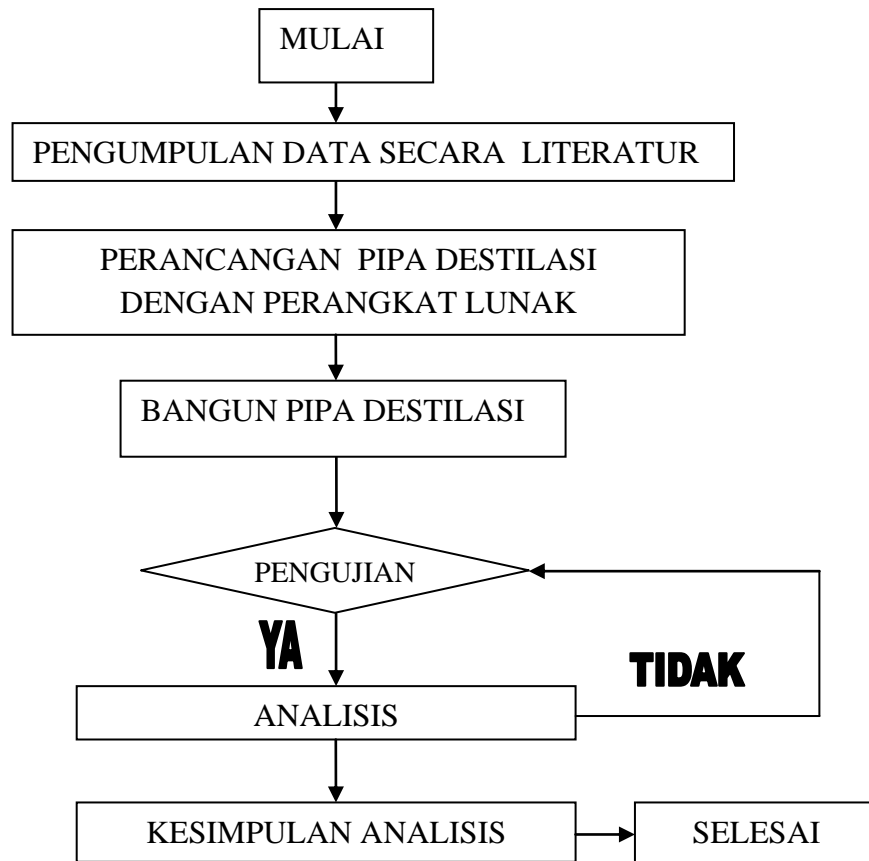 MULAI
PENGUMPULAN DATA SECARA LITERATUR
PERANCANGAN PIPA DESTILASI
DENGAN PERANGKAT LUNAK
BANGUN PIPA DESTILASI
PENGUJIAN
YA
TIDAK
ANALISIS
KESIMPULAN ANALISIS
SELESAI